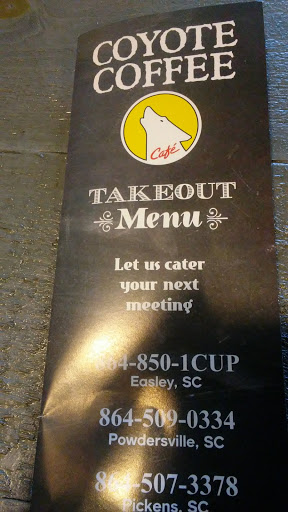 COYOTE
COFFEE
Café
TAKEOUT
Menu
Let us cater
your next
meeting
864-850-1CUP
Easley, SC
864-509-0334
Powdersville, SC
864-507-3378
Pickens, SC